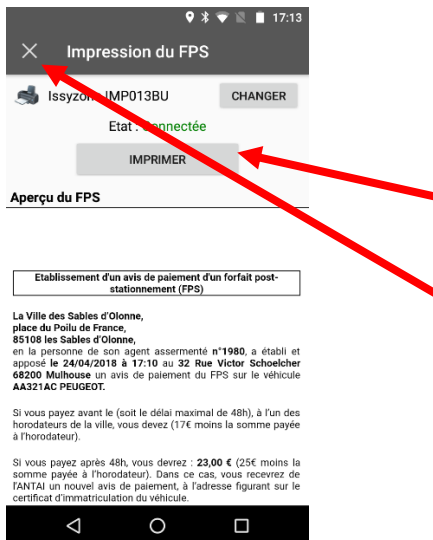 17:13
Impression du FPS
Issyzone IMP013BU
CHANGER
Etat : Connectée
IMPRIMER
Aperçu du FPS
Etablissement d'un avis de paiement d'un forfait post-
stationnement (FPS)
La Ville des Sables d'Olonne,
place du Poilu de France,
85108 les Sables d'Olonne,
en la personne de son agent assermenté n°1980, a établi et
apposé le 24/04/2018 à 17:10 au 32 Rue Victor Schoelcher
68200 Mulhouse un avis de paiement du FPS sur le véhicule
AA321AC PEUGEOT.
Si vous payez avant le (soit le délai maximal de 48h), à l'un des
horodateurs de la ville, vous devez (17€ moins la somme payée
à l'horodateur).
Si vous payez après 48h, vous devrez : 23,00 € (25€ moins la
somme payée à l'horodateur). Dans ce cas, vous recevrez de
l'ANTAI un nouvel avis de paiement, à l'adresse figurant sur le
certificat d'immatriculation du véhicule.